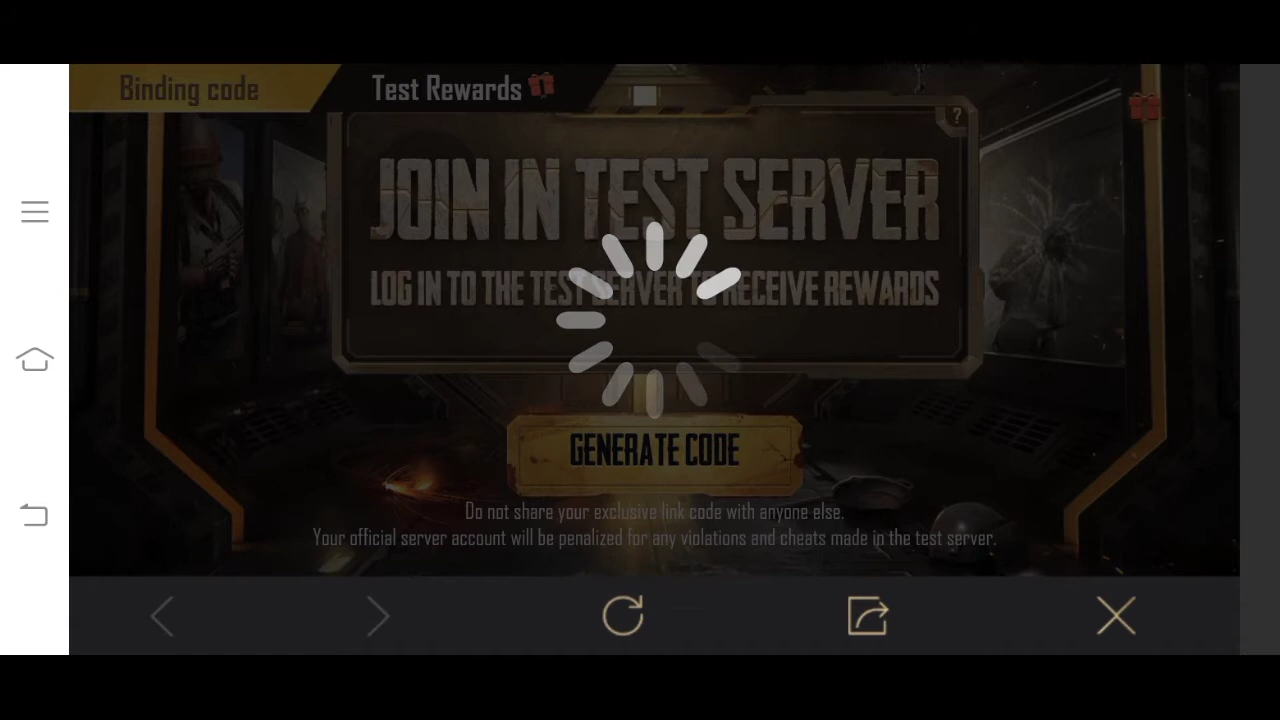 Binding code
Test Rewards
?
JOIN IN TEST SERVER
LOG IN TO THE TEST SERVER TO RECEIVE REWARDS
GENERATE CODE
Do not share your exclusive link code with anyone else.
Your official server account will be penalized for any violations and cheats made in the test server.